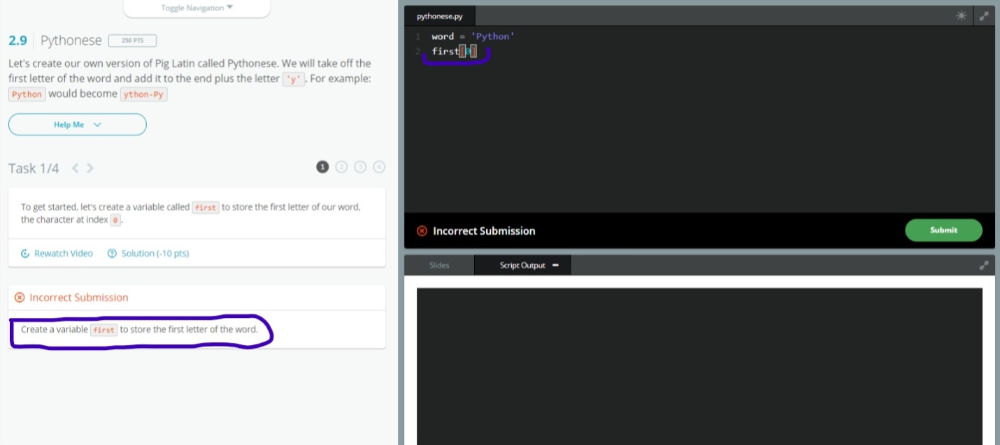 Toggle Navigation
2.9 Pythonese 250 PTS
Let's create our own version of Pig Latin called Pythonese. We will take off the
first letter of the word and add it to the end plus the letter 'y'. For example:
Python would become ython-Py
Help Me
Task 1/4 < > 1 2 3 4
To get started, let's create a variable called first to store the first letter of our word,
the character at index 0.
Rewatch Video Solution (-10 pts)
Incorrect Submission
Create a variable first to store the first letter of the word.
pythonese.py
1 word = 'Python'
2 first[0]
Incorrect Submission Submit
Slides Script Output